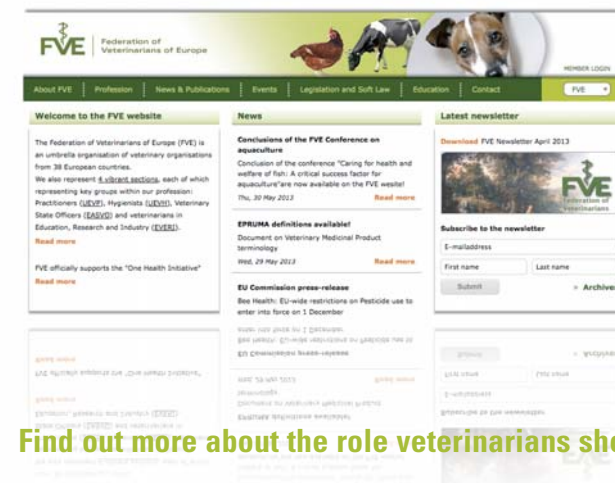 FVE
Federation of
Veterinarians of Europe
MEMBER LOGIN
About FVE Profession News & Publications Events Legislation and Soft Law Education Contact FVE
Welcome to the FVE website
The Federation of Veterinarians of Europe (FVE) is
an umbrella organisation of veterinary organisations
from 38 European countries.
We also represent 4 vibrant sections, each of which
representing key groups within our profession:
Practitioners (UEVP), Hygienists (UEVH), Veterinary
State Officers (EASVO) and veterinarians in
Education, Research and Industry (EVERI).
Read more
FVE officially supports the "One Health Initiative"
Read more
News
Conclusions of the FVE Conference on
aquaculture
Conclusion of the conference "Caring for health and
welfare of fish: A critical success factor for
aquaculture"are now available on the FVE wesite!
Thu, 30 May 2013 Read more
EPRUMA definitions available!
Document on Veterinary Medicinal Product
terminology
Wed, 29 May 2013 Read more
EU Commission press-release
Bee Health: EU-wide restrictions on Pesticide use to
enter into force on 1 December
Latest newsletter
Download FVE Newsletter April 2013
FVE
Federation of
Veterinarians
Subscribe to the newsletter
E-mailaddress
First name Last name
Submit » Archive
Find out more about the role veterinarians sh